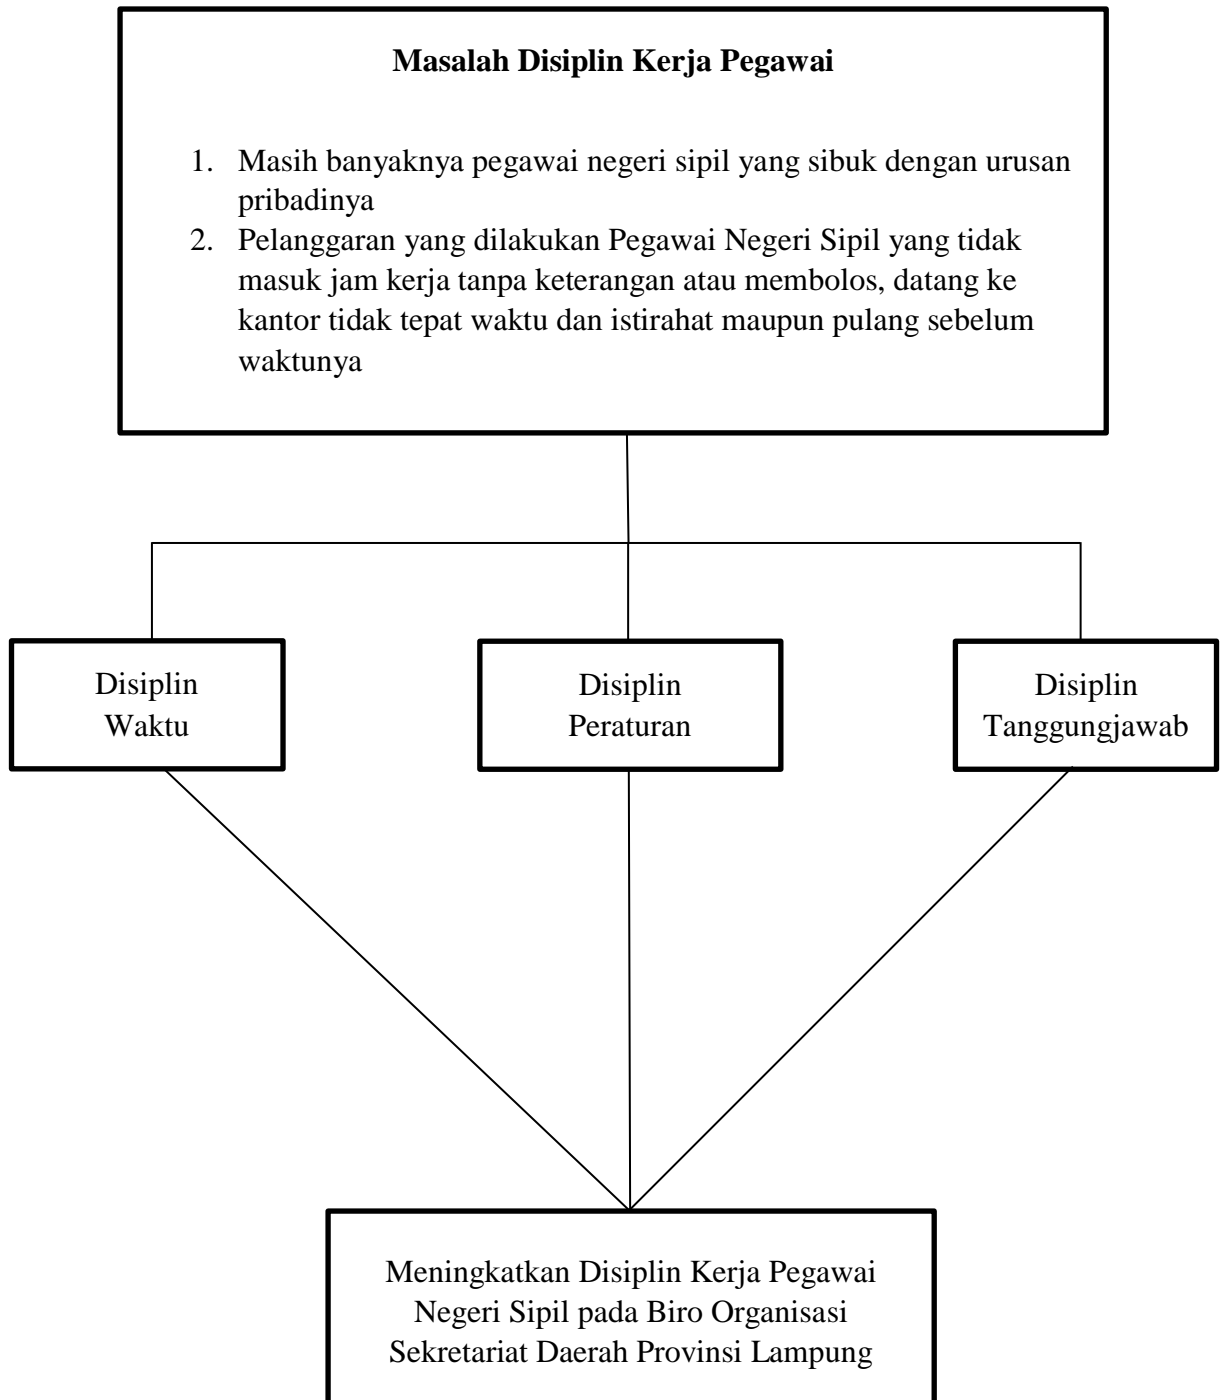 Masalah Disiplin Kerja Pegawai
1. Masih banyaknya pegawai negeri sipil yang sibuk dengan urusan
pribadinya
2. Pelanggaran yang dilakukan Pegawai Negeri Sipil yang tidak
masuk jam kerja tanpa keterangan atau membolos, datang ke
kantor tidak tepat waktu dan istirahat maupun pulang sebelum
waktunya
Disiplin
Waktu
Disiplin
Peraturan
Disiplin
Tanggungjawab
Meningkatkan Disiplin Kerja Pegawai
Negeri Sipil pada Biro Organisasi
Sekretariat Daerah Provinsi Lampung